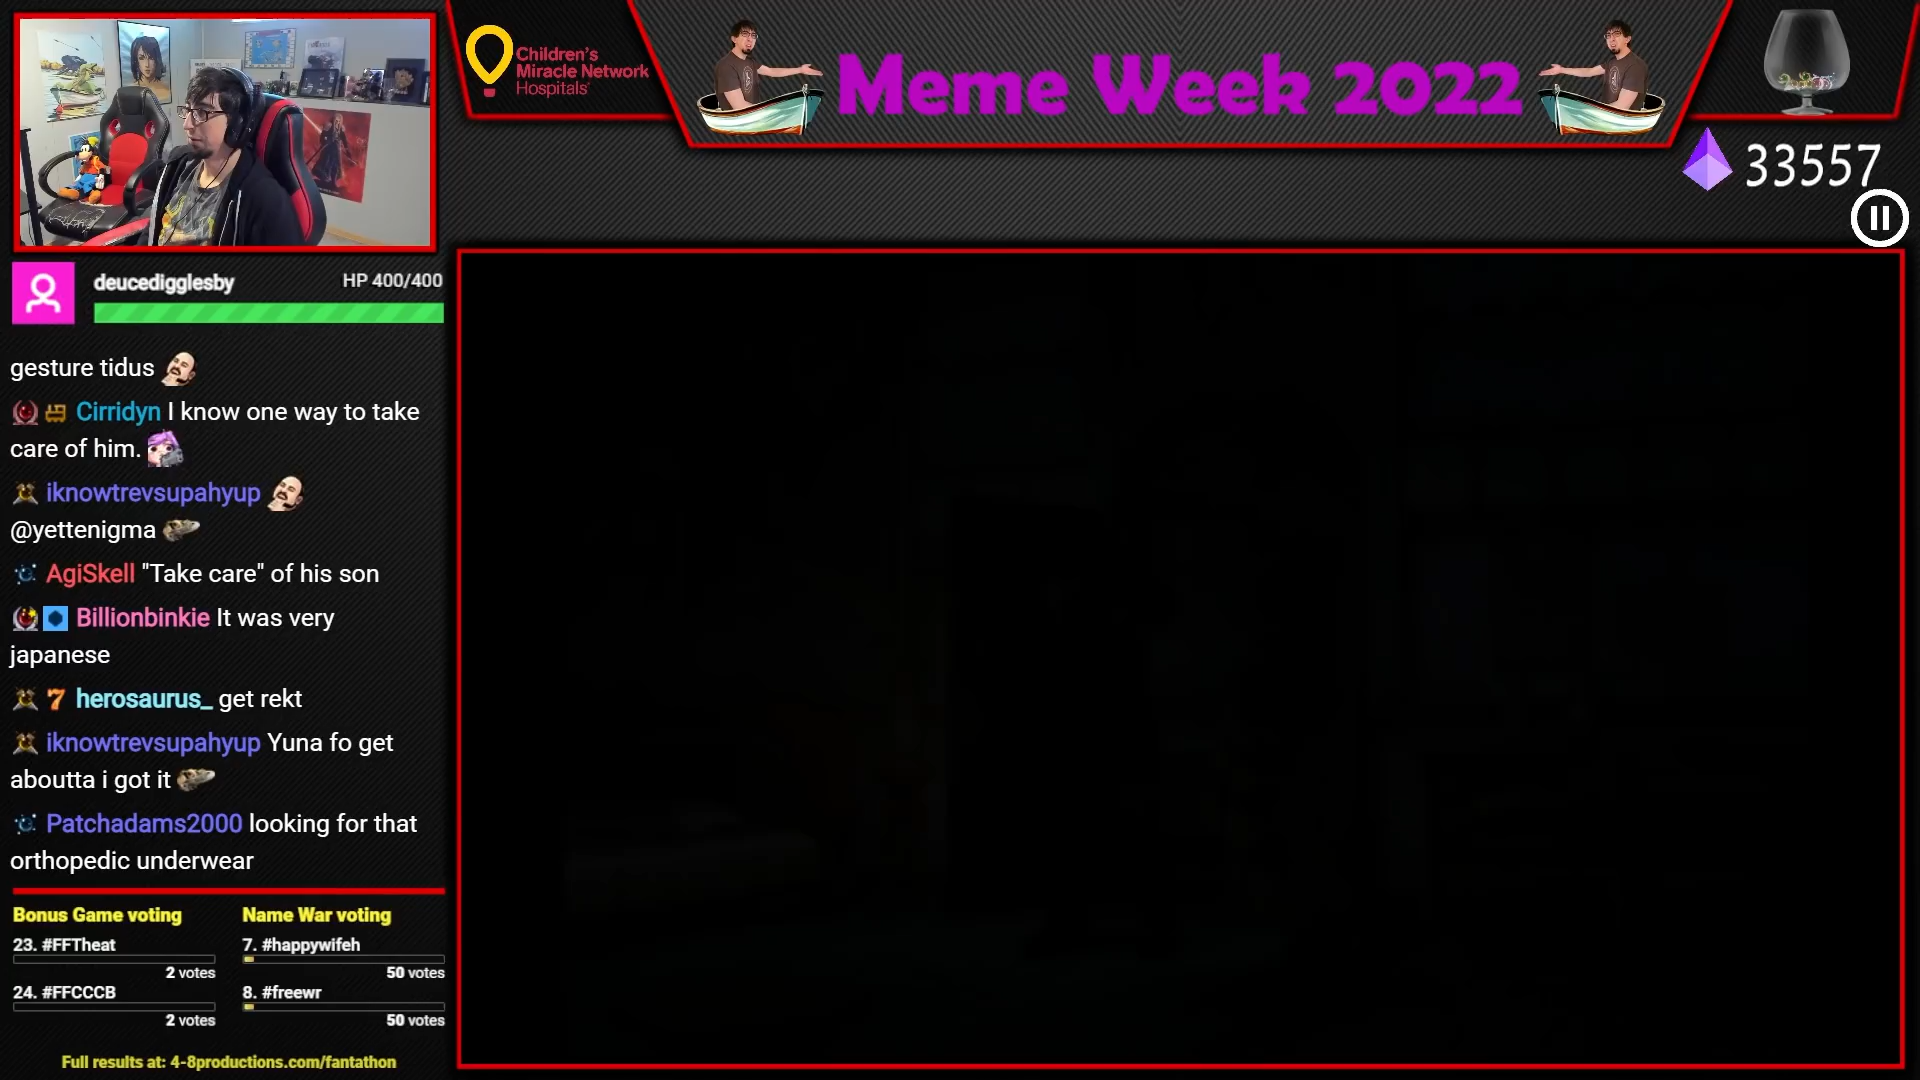 Children's
Miracle Network
Hospitals
Meme Week 2022
33557
deucedigglesby
HP 400/400
gesture tidus
Cirridyn I know one way to take
care of him.
iknowtrevsupahyup
@yettenigma
AgiSkell "Take care" of his son
Billionbinkie It was very
japanese
7 herosaurus_ get rekt
iknowtrevsupahyup Yuna fo get
aboutta i got it
Patchadams2000 looking for that
orthopedic underwear
Bonus Game voting
23. #FFTheat
2 votes
24. #FFCCCB
2 votes
Name War voting
7. #happywifeh
50 votes
8. #freewr
50 votes
Full results at: 4-8productions.com/fantathon